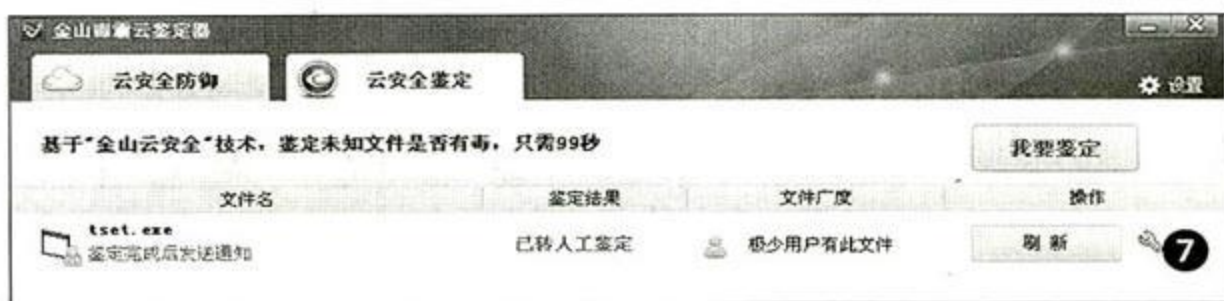 金山毒霸云鉴定器
云安全防御 云安全鉴定
设置
基于"金山云安全"技术，鉴定未知文件是否有毒，只需99秒
我要鉴定
文件名 鉴定结果 文件广度 操作
tset.exe
鉴定完成后发送通知
已转人工鉴定 极少用户有此文件 刷新 7